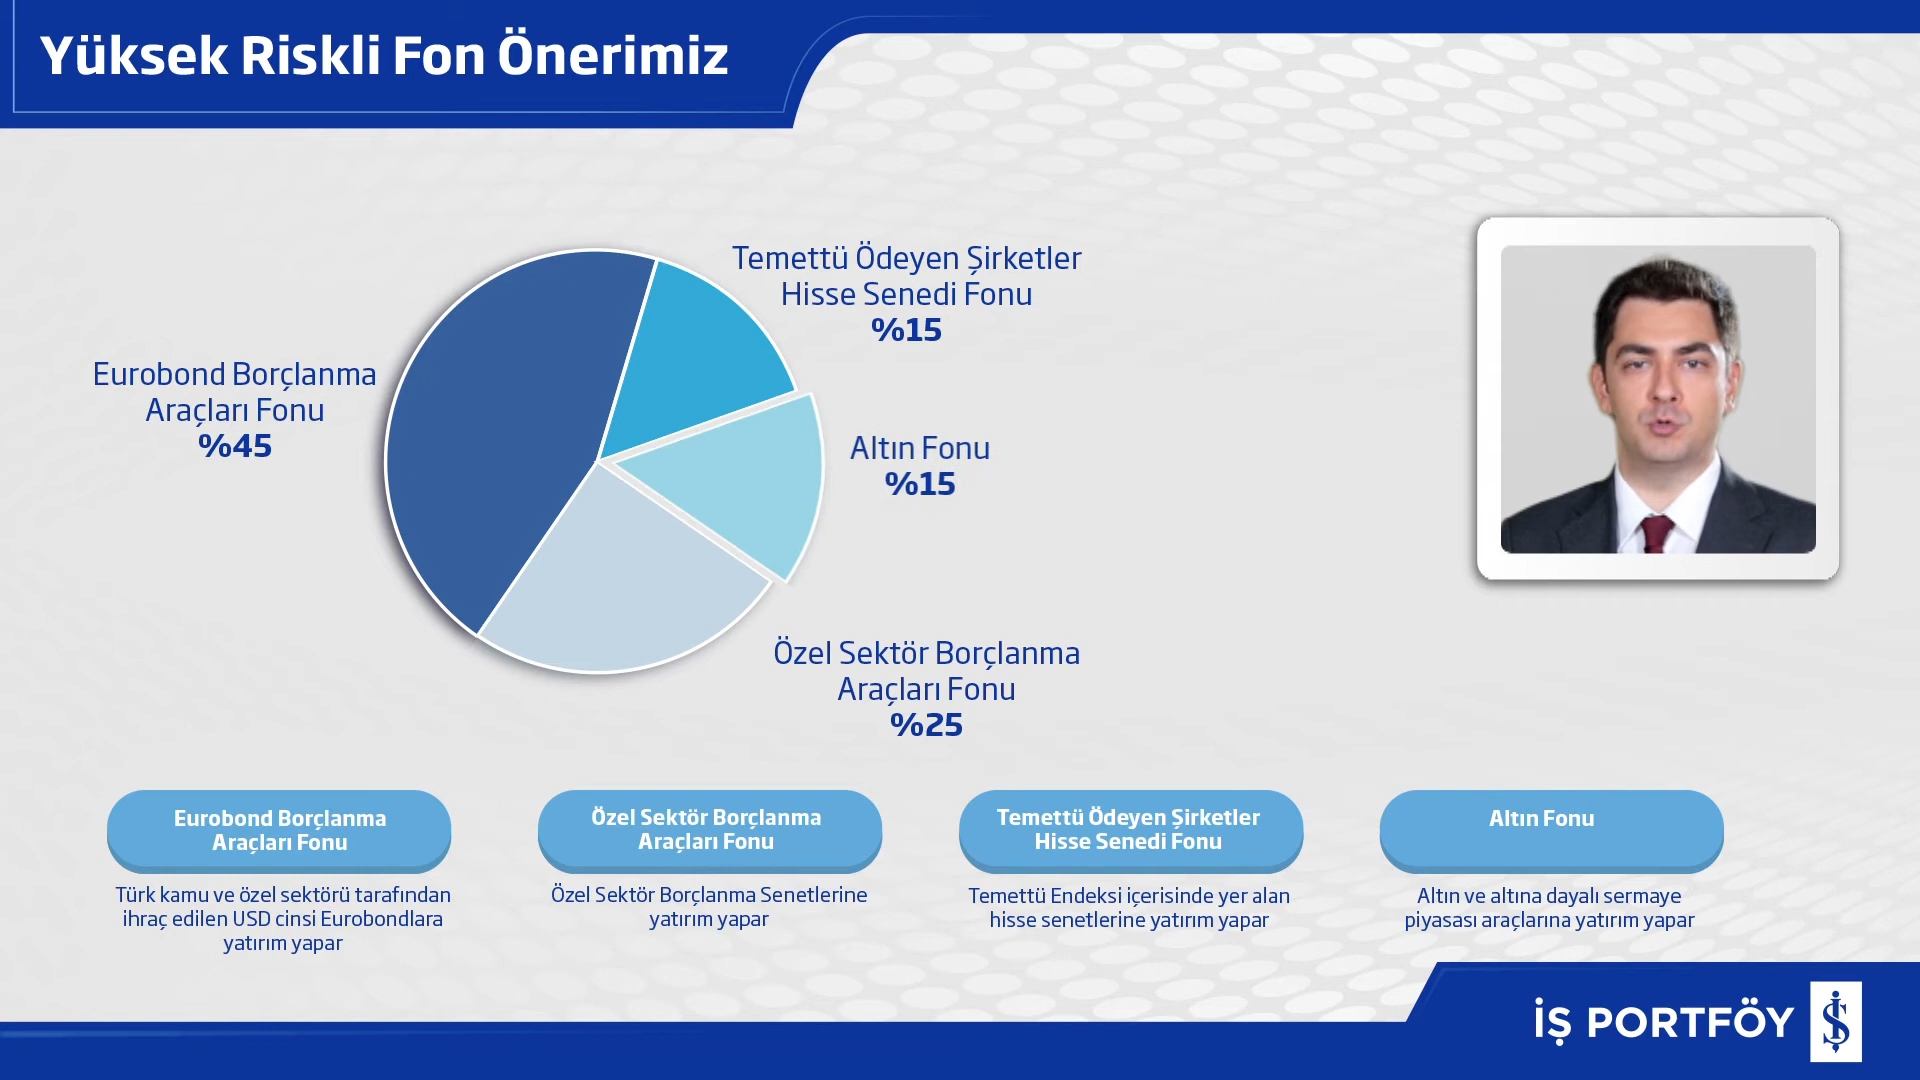 Yüksek Riskli Fon Önerimiz
Temettü Ödeyen Şirketler
Hisse Senedi Fonu
%15
Eurobond Borçlanma
Araçları Fonu
%45
Altın Fonu
%15
Özel Sektör Borçlanma
Araçları Fonu
%25
Eurobond Borçlanma
Araçları Fonu
Türk kamu ve özel sektörü tarafından
ihraç edilen USD cinsi Eurobondlara
yatırım yapar
Özel Sektör Borçlanma
Araçları Fonu
Özel Sektör Borçlanma Senetlerine
yatırım yapar
Temettü Ödeyen Şirketler
Hisse Senedi Fonu
Temettü Endeksi içerisinde yer alan
hisse senetlerine yatırım yapar
Altın Fonu
Altın ve altına dayalı sermaye
piyasası araçlarına yatırım yapar
İŞ PORTFÖY